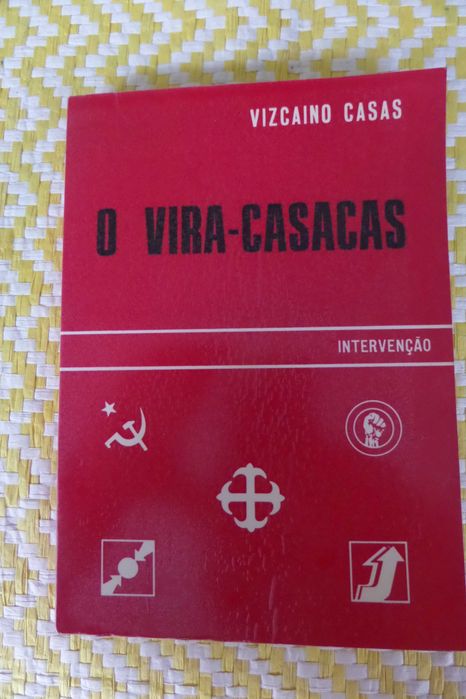 VIZCAINO CASAS
O VIRA-CASACAS
INTERVENÇÃO